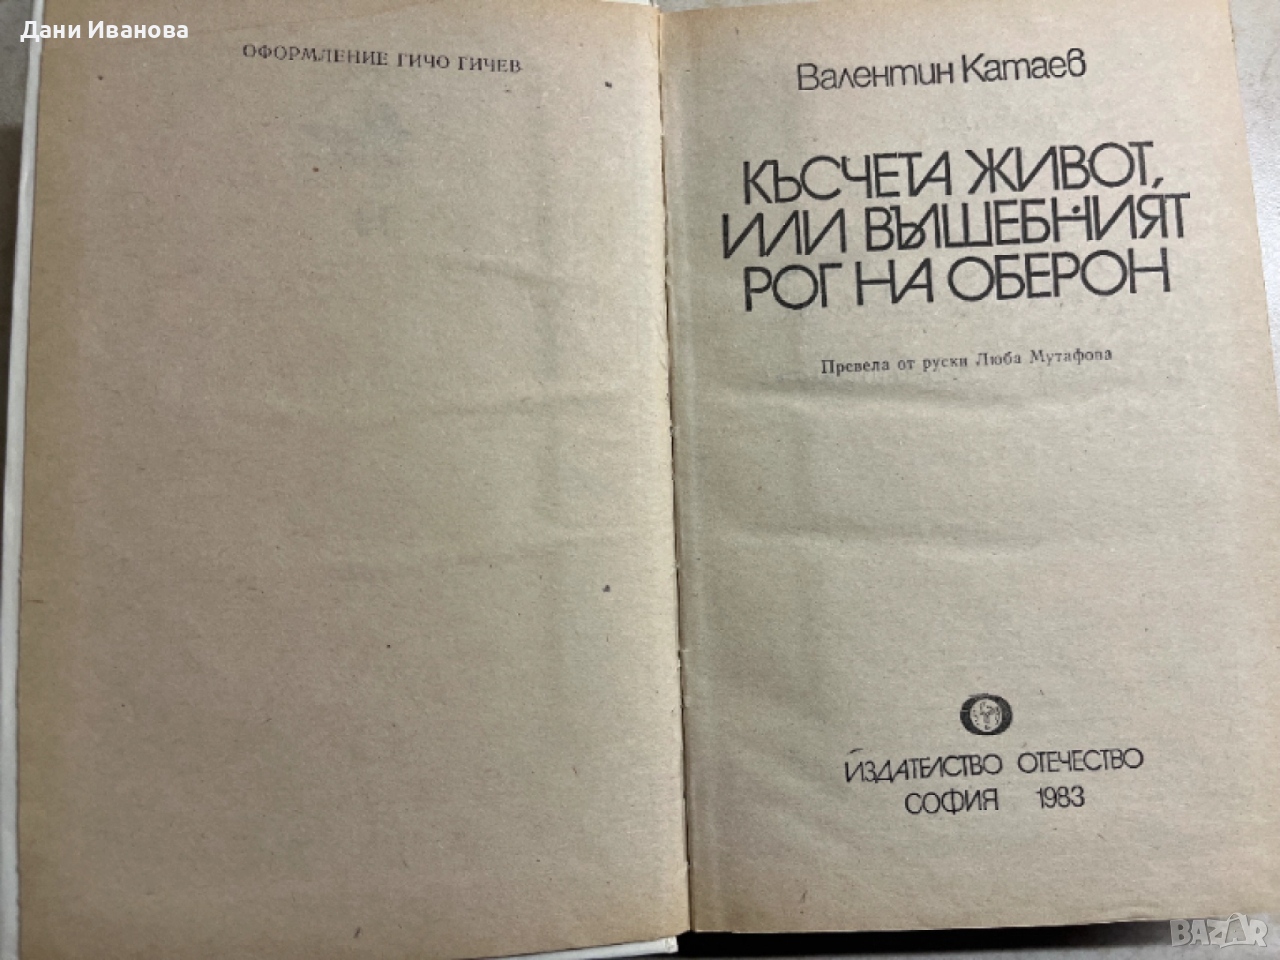 Дани Иванова
ОФОРМЛЕНИЕ ГИЧО ГИЧЕВ
Валентин Катаев
КЪСЧЕТА ЖИВОТ,
ИЛИ ВЪЛШЕБНИЯТ
РОГ НА ОБЕРОН
Превела от руски Люба Мутафова
ИЗДАТЕЛСТВО ОТЕЧЕСТВО
СОФИЯ 1983
BAZAR